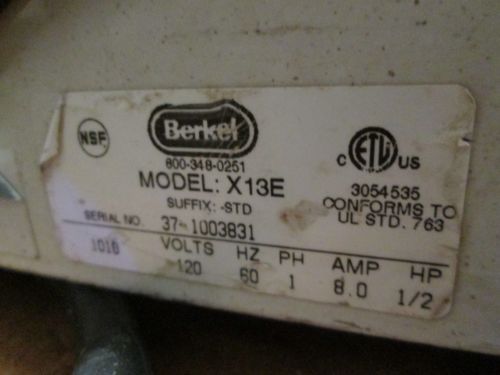 NSF
Berkel
800-348-0251
MODEL: X13E
SUFFIX: -STD
SERIAL NO. 37-1003831
1010 VOLTS HZ PH AMP HP
120 60 1 8.0 1/2
C ETL US
3054535
CONFORMS TO
UL STD. 763